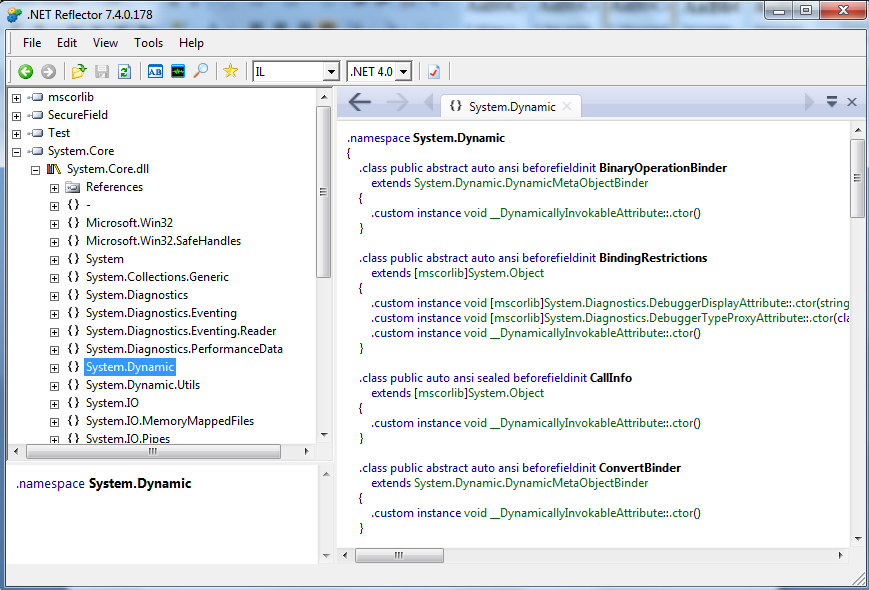 .NET Reflector 7.4.0.178
File Edit View Tools Help
IL .NET 4.0
mscorlib
SecureField
Test
System.Core
System.Core.dll
References
{} -
{} Microsoft.Win32
{} Microsoft.Win32.SafeHandles
{} System
{} System.Collections.Generic
{} System.Diagnostics
{} System.Diagnostics.Eventing
{} System.Diagnostics.Eventing.Reader
{} System.Diagnostics.PerformanceData
{} System.Dynamic
{} System.Dynamic.Utils
{} System.IO
{} System.IO.MemoryMappedFiles
{} System.IO.Pipes
.namespace System.Dynamic
{} System.Dynamic
.namespace System.Dynamic
{
.class public abstract auto ansi beforefieldinit BinaryOperationBinder
extends System.Dynamic.DynamicMetaObjectBinder
{
.custom instance void __DynamicallyInvokableAttribute::.ctor()
}
.class public abstract auto ansi beforefieldinit BindingRestrictions
extends [mscorlib]System.Object
{
.custom instance void [mscorlib]System.Diagnostics.DebuggerDisplayAttribute::.ctor(string
.custom instance void [mscorlib]System.Diagnostics.DebuggerTypeProxyAttribute::.ctor(cla
.custom instance void __DynamicallyInvokableAttribute::.ctor()
}
.class public auto ansi sealed beforefieldinit CallInfo
extends [mscorlib]System.Object
{
.custom instance void __DynamicallyInvokableAttribute::.ctor()
}
.class public abstract auto ansi beforefieldinit ConvertBinder
extends System.Dynamic.DynamicMetaObjectBinder
{
.custom instance void __DynamicallyInvokableAttribute::.ctor()
}